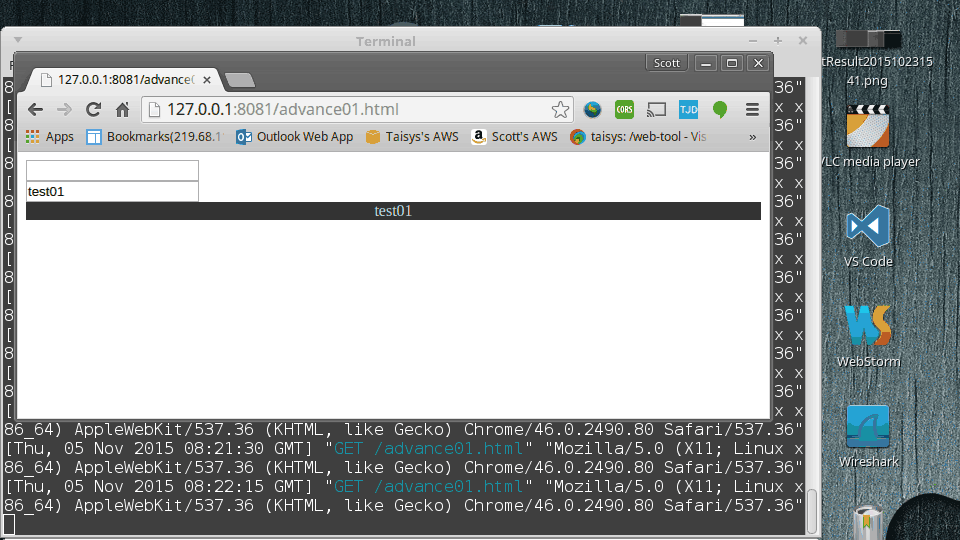 Terminal
Scott
127.0.0.1:8081/advance0
127.0.0.1:8081/advance01.html
CORS
TJD
Apps
Bookmarks(219.68.1
Outlook Web App
Taisys's AWS
Scott's AWS
taisys: /web-tool - Vis
»
test01
test01
86_64) AppleWebKit/537.36 (KHTML, like Gecko) Chrome/46.0.2490.80 Safari/537.36"
[Thu, 05 Nov 2015 08:21:30 GMT] "GET /advance01.html" "Mozilla/5.0 (X11; Linux x
86_64) AppleWebKit/537.36 (KHTML, like Gecko) Chrome/46.0.2490.80 Safari/537.36"
[Thu, 05 Nov 2015 08:22:15 GMT] "GET /advance01.html" "Mozilla/5.0 (X11; Linux x
86_64) AppleWebKit/537.36 (KHTML, like Gecko) Chrome/46.0.2490.80 Safari/537.36"
tResult2015102315
41.png
VLC media player
VS Code
WebStorm
Wireshark